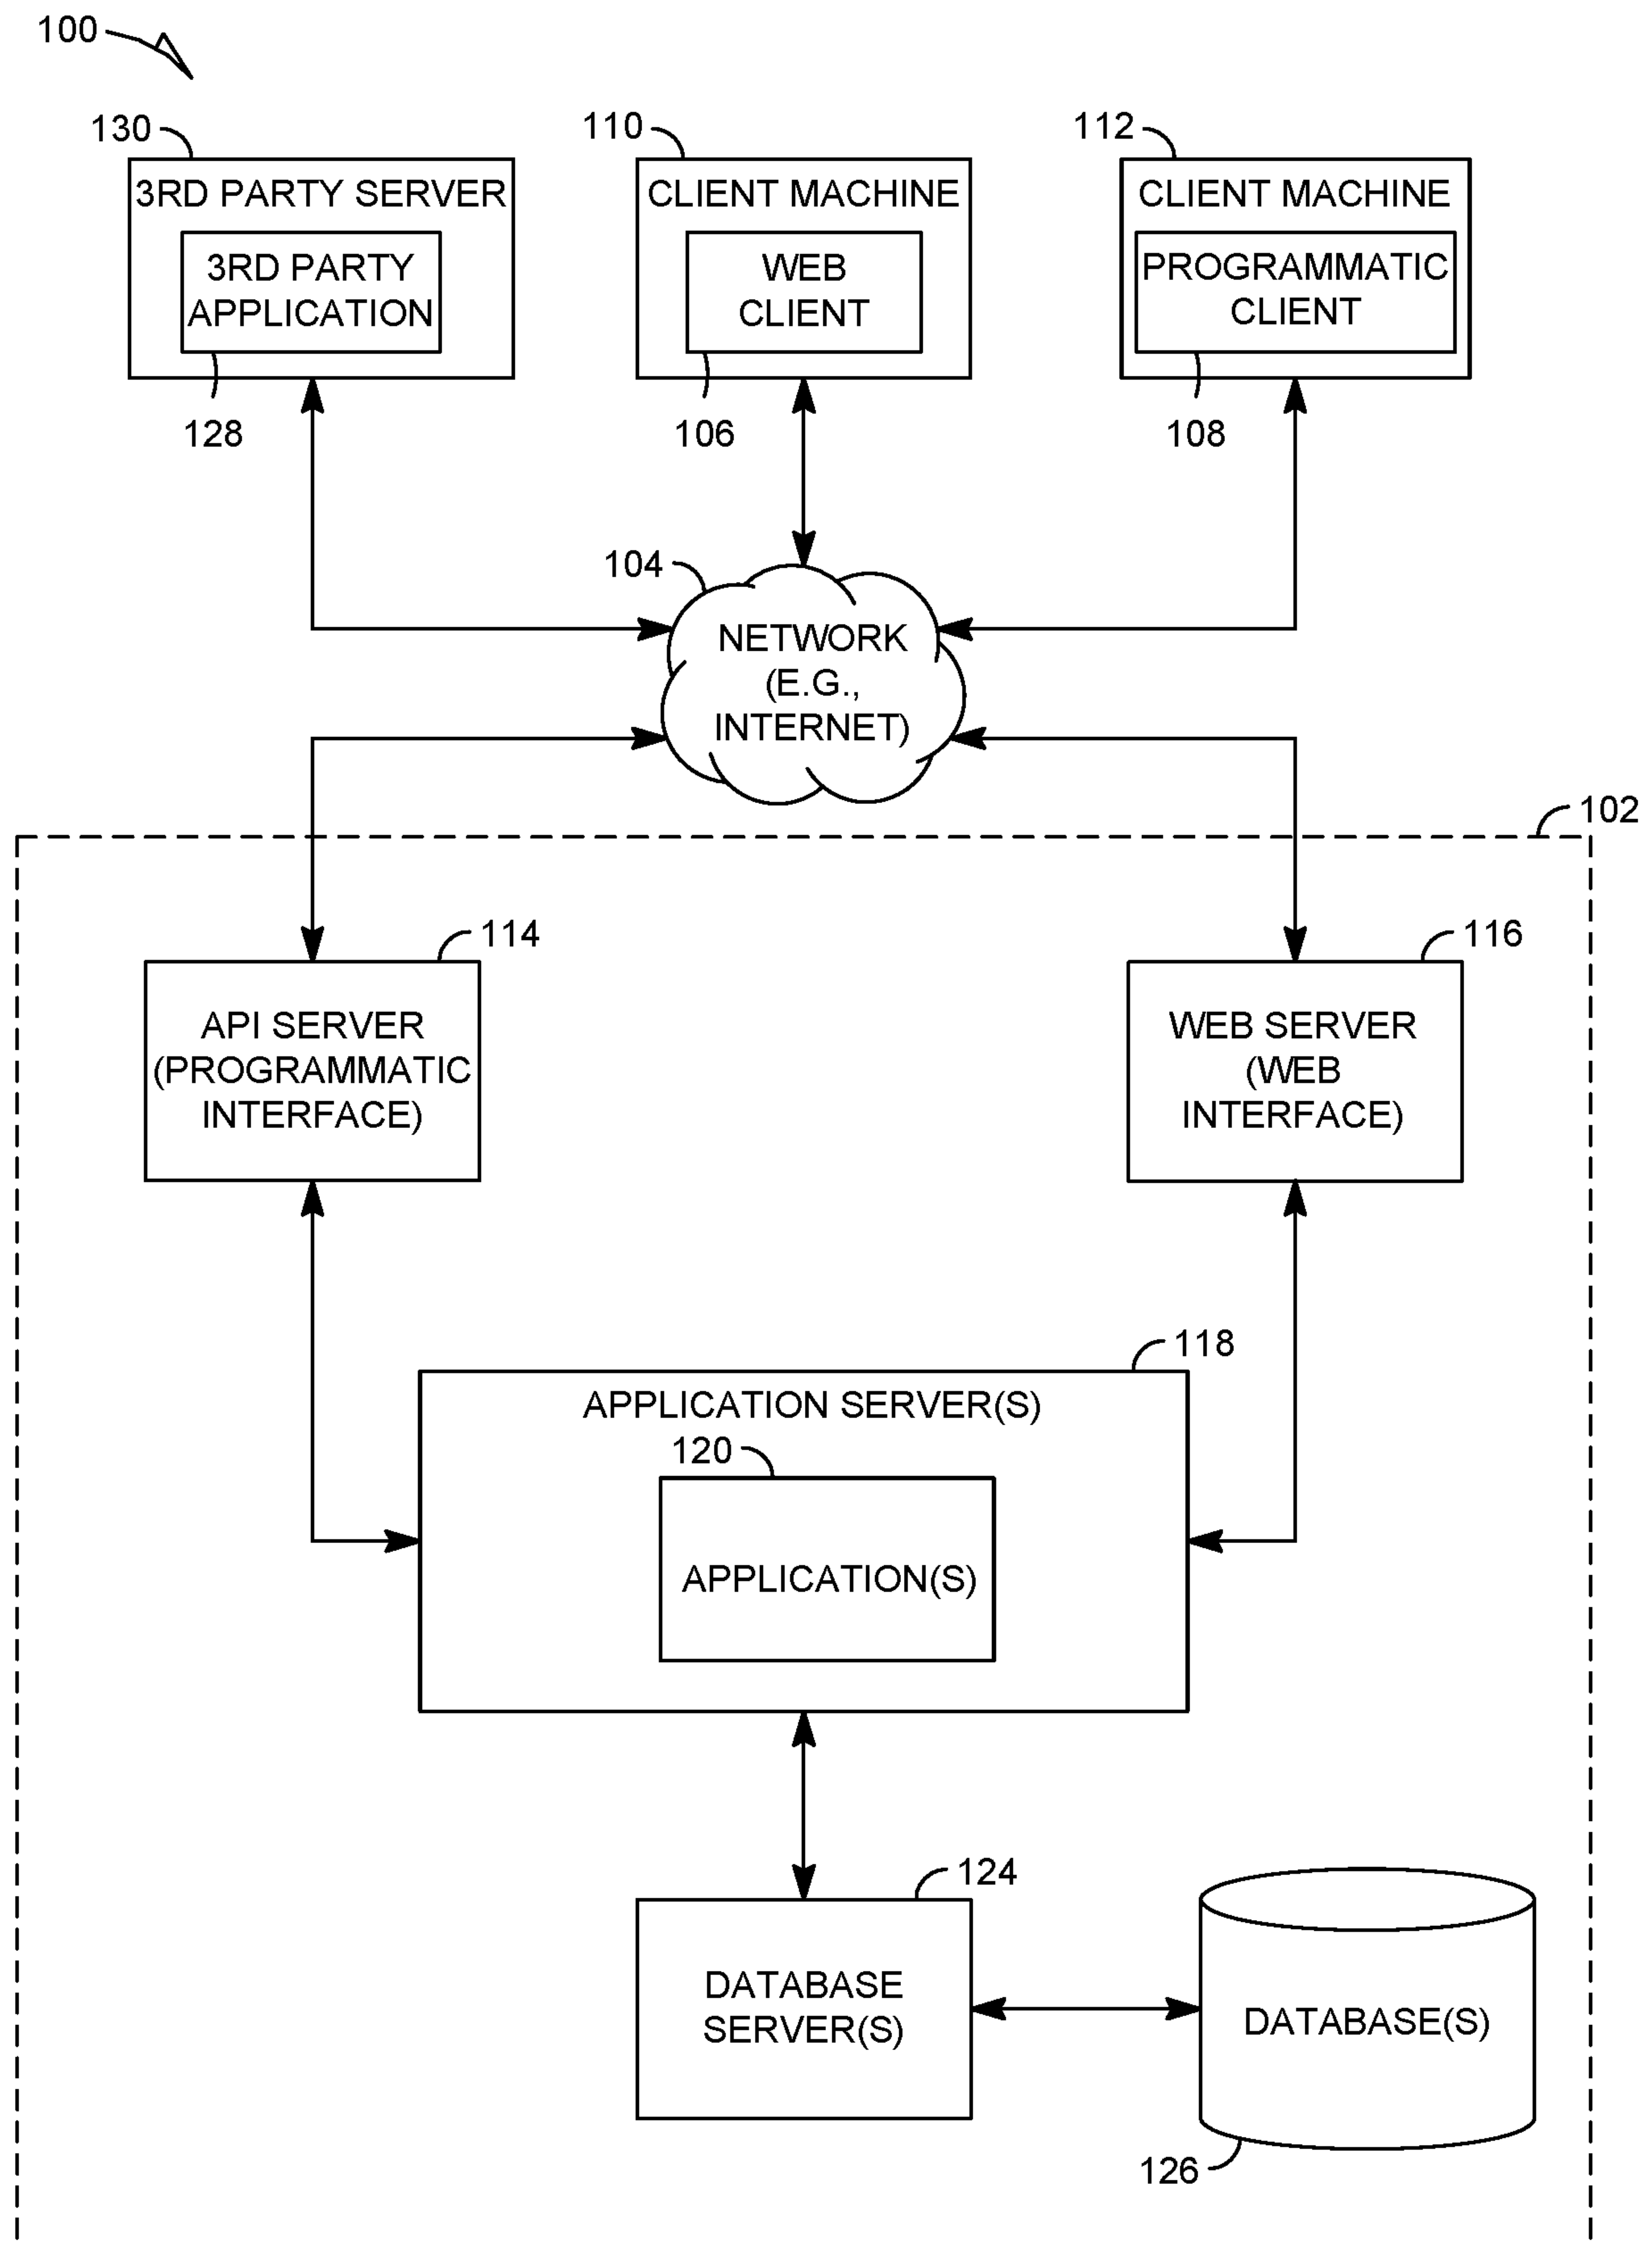 100
130
3RD PARTY SERVER
3RD PARTY
APPLICATION
128
110
CLIENT MACHINE
WEB
CLIENT
106
112
CLIENT MACHINE
PROGRAMMATIC
CLIENT
108
104
NETWORK
(E.G.,
INTERNET)
102
114
API SERVER
(PROGRAMMATIC
INTERFACE)
116
WEB SERVER
(WEB
INTERFACE)
118
APPLICATION SERVER(S)
120
APPLICATION(S)
124
DATABASE
SERVER(S)
DATABASE(S)
126